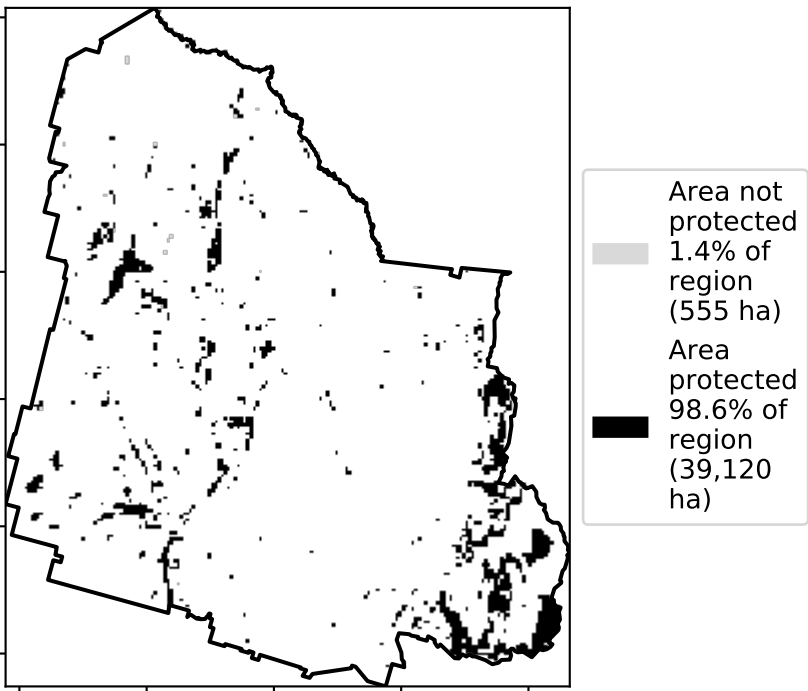 Area not
protected
1.4% of
region
(555 ha)
Area
protected
98.6% of
region
(39,120
ha)